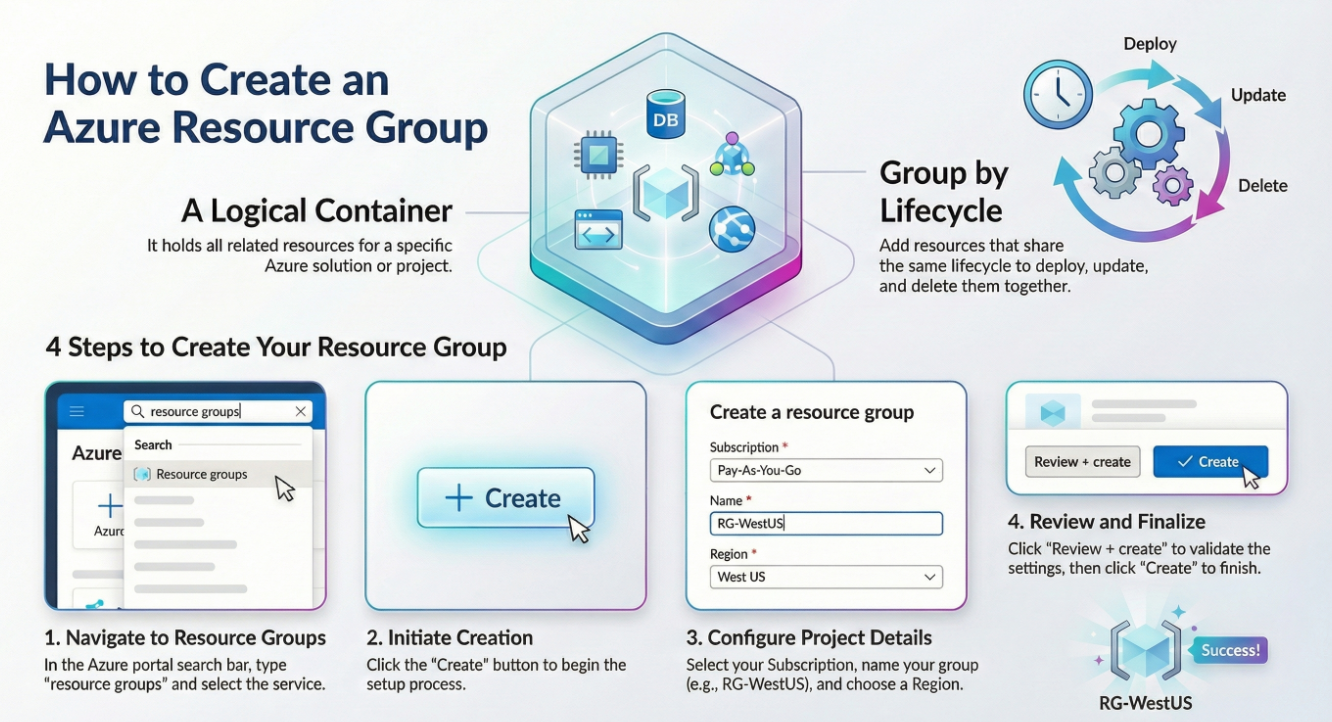 How to Create an
Azure Resource Group
A Logical Container
It holds all related resources for a specific
Azure solution or project.
DB
Group by
Lifecycle
Add resources that share
the same lifecycle to deploy, update,
and delete them together.
Deploy
Update
Delete
4 Steps to Create Your Resource Group
resource groups
Search
Azure
Resource groups
Azurc
1. Navigate to Resource Groups
In the Azure portal search bar, type
“resource groups” and select the service.
+ Create
2. Initiate Creation
Click the “Create” button to begin the
setup process.
Create a resource group
Subscription *
Pay-As-You-Go
Name *
RG-WestUS
Region *
West US
3. Configure Project Details
Select your Subscription, name your group
(e.g., RG-WestUS), and choose a Region.
Review + create
Create
4. Review and Finalize
Click “Review + create” to validate the
settings, then click “Create” to finish.
Success!
RG-WestUS